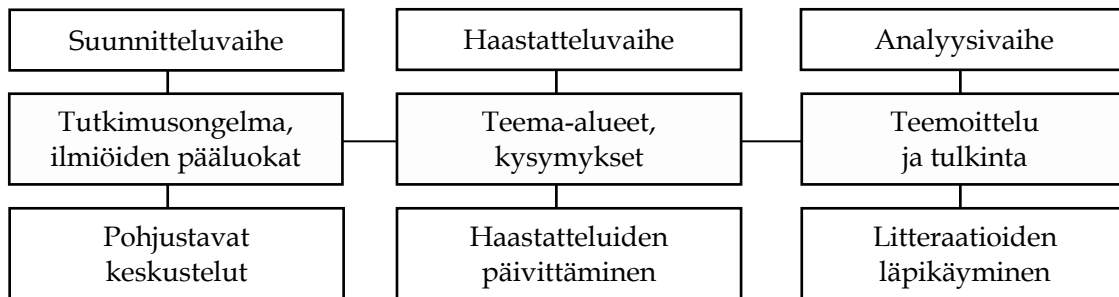 Suunnitteluvaihe
Haastatteluvaihe
Analyysivaihe
Tutkimusongelma,
ilmiöiden pääluokat
Teema-alueet,
kysymykset
Teemoittelu
ja tulkinta
Pohjustavat
keskustelut
Haastatteluiden
päivittäminen
Litteraatioiden
läpikäyminen